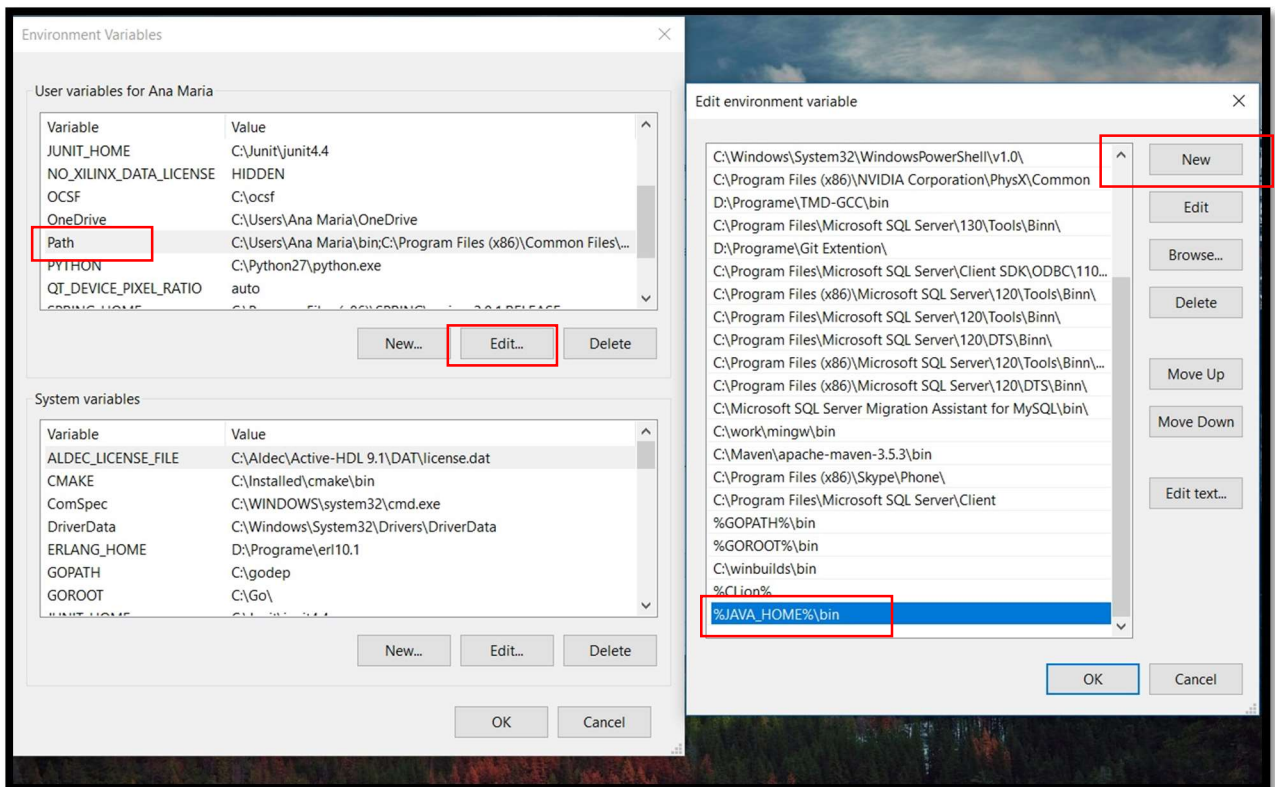 Environment Variables
User variables for Ana Maria
Variable Value
JUNIT_HOME C:\Junit\junit4.4
NO_XILINX_DATA_LICENSE HIDDEN
OCSF C:\ocsf
OneDrive C:\Users\Ana Maria\OneDrive
Path C:\Users\Ana Maria\bin;C:\Program Files (x86)\Common Files\...
PYTHON C:\Python27\python.exe
QT_DEVICE_PIXEL_RATIO auto
New... Edit... Delete
System variables
Variable Value
ALDEC_LICENSE_FILE C:\Aldec\Active-HDL 9.1\DAT\license.dat
CMAKE C:\Installed\cmake\bin
ComSpec C:\WINDOWS\system32\cmd.exe
DriverData C:\Windows\System32\Drivers\DriverData
ERLANG_HOME D:\Programe\erl10.1
GOPATH C:\godep
GOROOT C:\Go\
New... Edit... Delete
OK Cancel
Edit environment variable
C:\Windows\System32\WindowsPowerShell\v1.0\
C:\Program Files (x86)\NVIDIA Corporation\PhysX\Common
D:\Programe\TMD-GCC\bin
C:\Program Files\Microsoft SQL Server\130\Tools\Binn\
D:\Programe\Git Extention\
C:\Program Files\Microsoft SQL Server\Client SDK\ODBC\110...
C:\Program Files (x86)\Microsoft SQL Server\120\Tools\Binn\
C:\Program Files\Microsoft SQL Server\120\Tools\Binn\
C:\Program Files\Microsoft SQL Server\120\DTS\Binn\
C:\Program Files (x86)\Microsoft SQL Server\120\Tools\Binn\...
C:\Program Files (x86)\Microsoft SQL Server\120\DTS\Binn\
C:\Microsoft SQL Server Migration Assistant for MySQL\bin\
C:\work\mingw\bin
C:\Maven\apache-maven-3.5.3\bin
C:\Program Files (x86)\Skype\Phone\
C:\Program Files\Microsoft SQL Server\Client
%GOPATH%\bin
%GOROOT%\bin
C:\winbuilds\bin
%CLion%
%JAVA_HOME%\bin
New
Edit
Browse...
Delete
Move Up
Move Down
Edit text...
OK Cancel